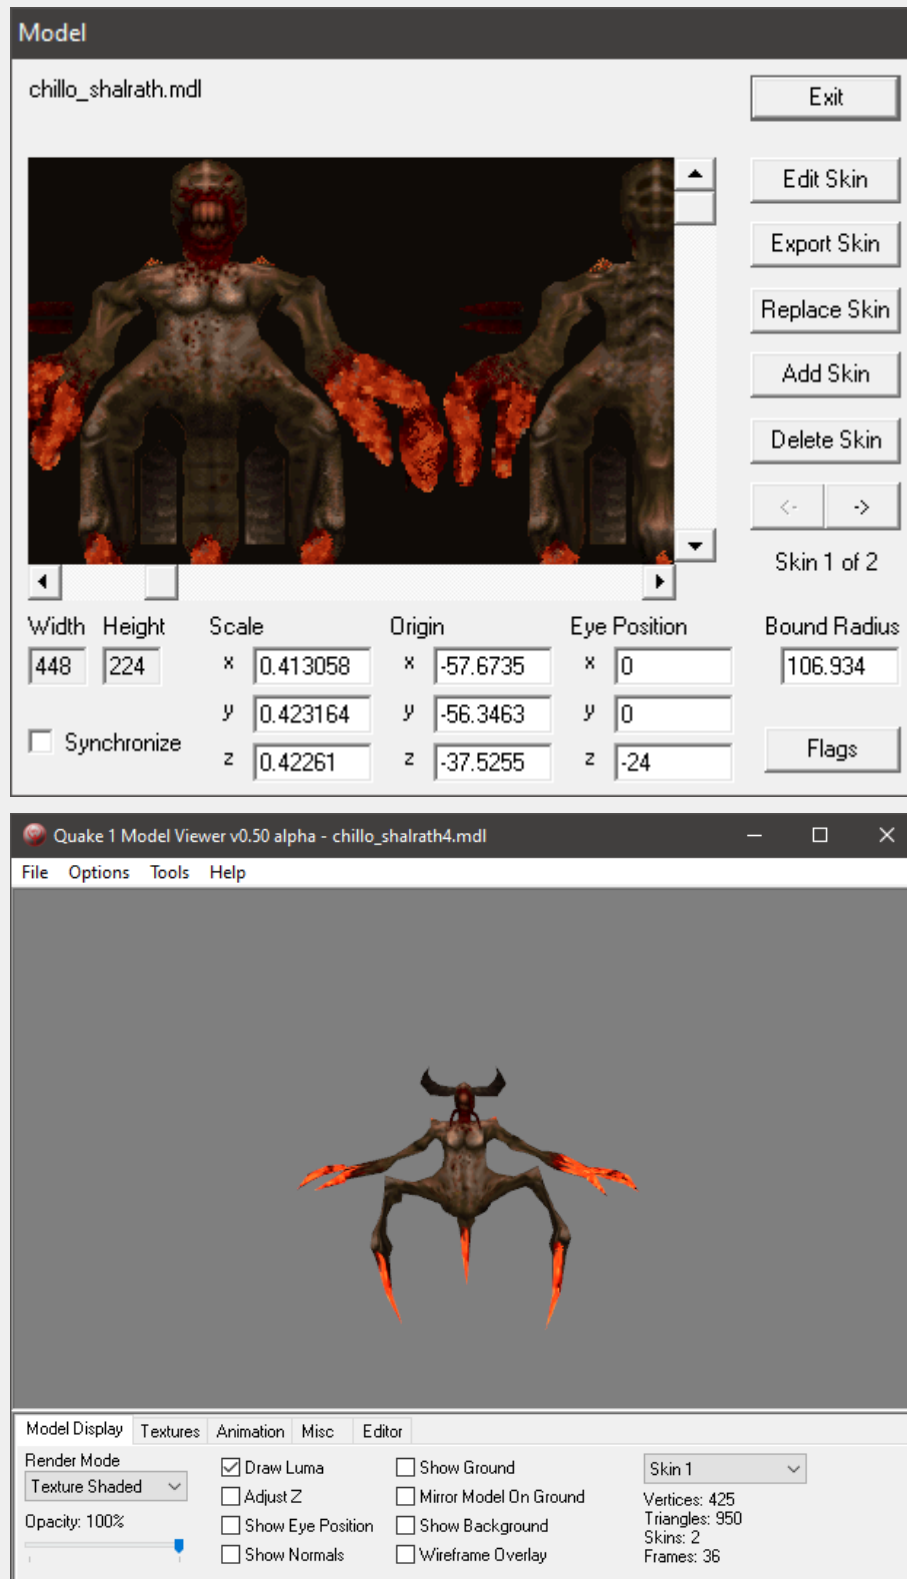 Model
chillo_shalrath.mdl
Exit
Edit Skin
Export Skin
Replace Skin
Add Skin
Delete Skin
<- ->
Skin 1 of 2
Width Height Scale Origin Eye Position Bound Radius
448 224 x 0.413058 x -57.6735 x 0 106.934
y 0.423164 y -56.3463 y 0
Synchronize
z 0.42261 z -37.5255 z -24
Flags
Quake 1 Model Viewer v0.50 alpha - chillo_shalrath4.mdl
File Options Tools Help
Model Display Textures Animation Misc Editor
Render Mode
Texture Shaded
Opacity: 100%
Draw Luma
Adjust Z
Show Eye Position
Show Normals
Show Ground
Mirror Model On Ground
Show Background
Wireframe Overlay
Skin 1
Vertices: 425
Triangles: 950
Skins: 2
Frames: 36